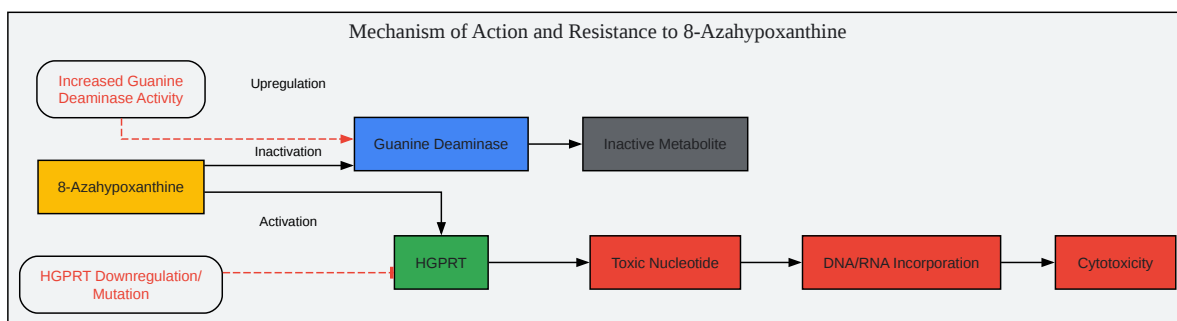 Mechanism of Action and Resistance to 8-Azahypoxanthine
Increased Guanine
Deaminase Activity
Upregulation
Guanine Deaminase
Inactive Metabolite
Inactivation
8-Azahypoxanthine
Activation
HGPRT
Toxic Nucleotide
DNA/RNA Incorporation
Cytotoxicity
HGPRT Downregulation/
Mutation